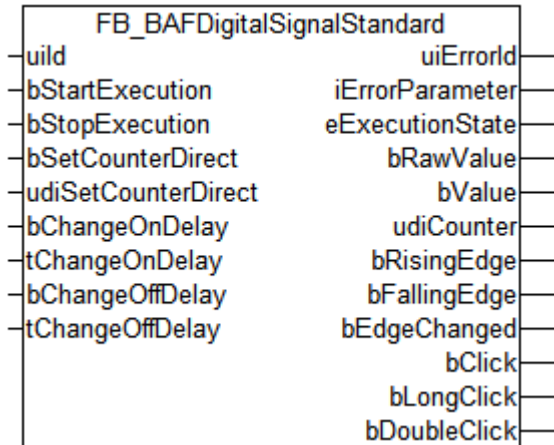 FB_BAFDigitalSignalStandard
uiId uiErrorId
bStartExecution iErrorParameter
bStopExecution eExecutionState
bSetCounterDirect bRawValue
udiSetCounterDirect bValue
bChangeOnDelay udiCounter
tChangeOnDelay bRisingEdge
bChangeOffDelay bFallingEdge
tChangeOffDelay bEdgeChanged
bClick
bLongClick
bDoubleClick